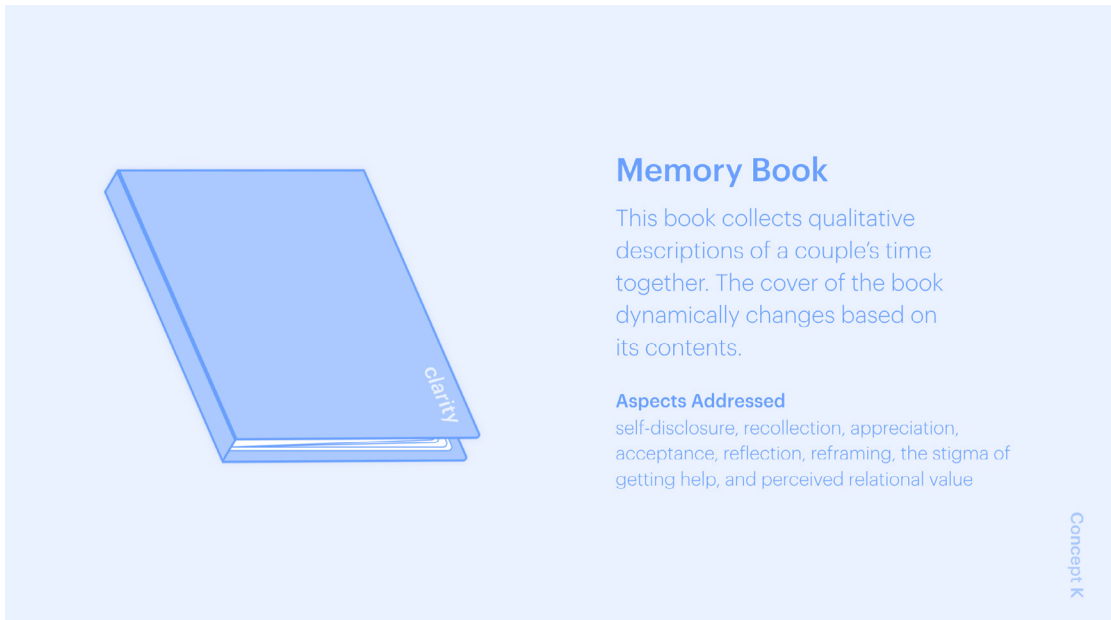 Memory Book
This book collects qualitative
descriptions of a couple's time
together. The cover of the book
dynamically changes based on
its contents.
Aspects Addressed
self-disclosure, recollection, appreciation,
acceptance, reflection, reframing, the stigma of
getting help, and perceived relational value
clarity
Concept K